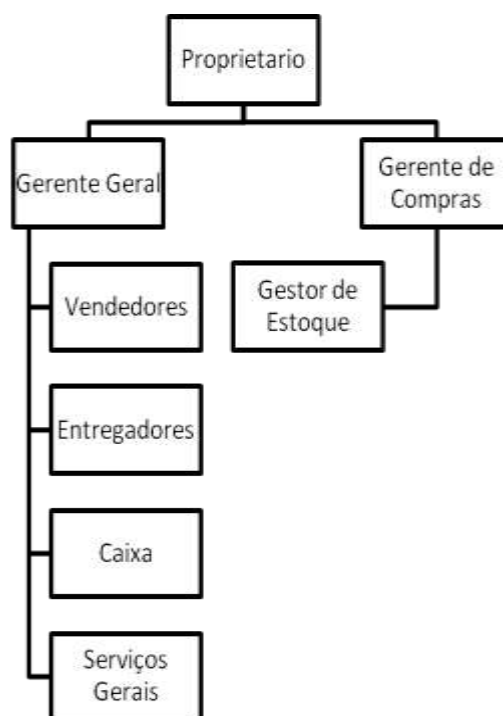 Proprietario
Gerente Geral
Gerente de
Compras
Vendedores
Gestor de
Estoque
Entregadores
Caixa
Serviços
Gerais